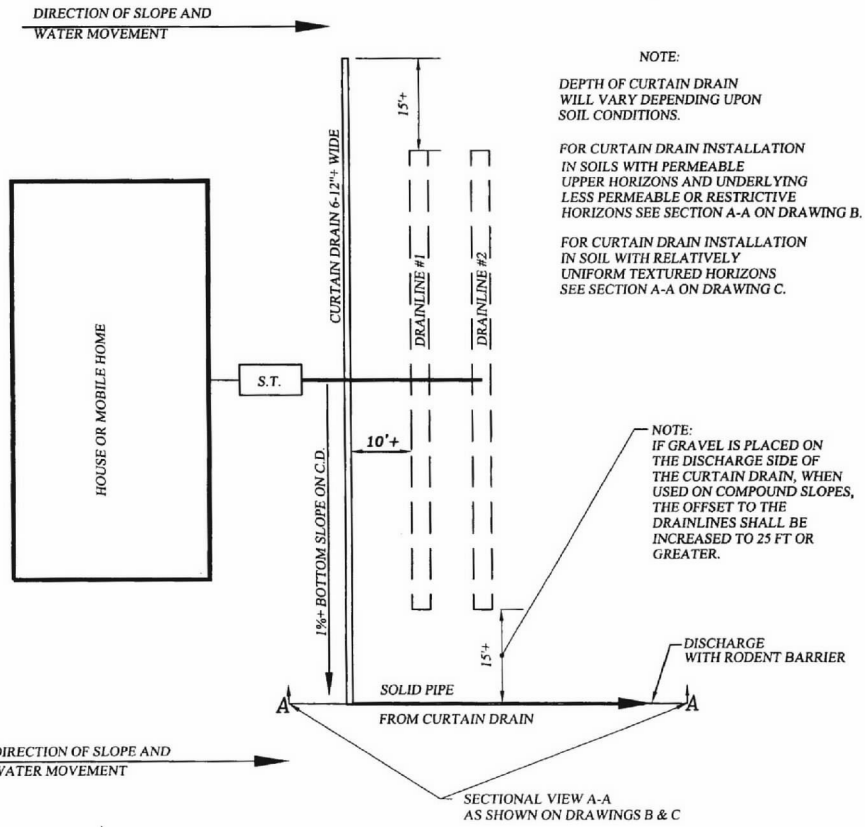 DIRECTION OF SLOPE AND
WATER MOVEMENT
NOTE:
DEPTH OF CURTAIN DRAIN
WILL VARY DEPENDING UPON
SOIL CONDITIONS.
FOR CURTAIN DRAIN INSTALLATION
IN SOILS WITH PERMEABLE
UPPER HORIZONS AND UNDERLYING
LESS PERMEABLE OR RESTRICTIVE
HORIZONS SEE SECTION A-A ON DRAWING B.
FOR CURTAIN DRAIN INSTALLATION
IN SOIL WITH RELATIVELY
UNIFORM TEXTURED HORIZONS
SEE SECTION A-A ON DRAWING C.
15'+
CURTAIN DRAIN 6-12"+ WIDE
DRAINLINE #1
DRAINLINE #2
HOUSE OR MOBILE HOME
S.T.
10'+
1%+ BOTTOM SLOPE ON C.D.
NOTE:
IF GRAVEL IS PLACED ON
THE DISCHARGE SIDE OF
THE CURTAIN DRAIN, WHEN
USED ON COMPOUND SLOPES,
THE OFFSET TO THE
DRAINLINES SHALL BE
INCREASED TO 25 FT OR
GREATER.
15'+
DISCHARGE
WITH RODENT BARRIER
A
SOLID PIPE
A
FROM CURTAIN DRAIN
DIRECTION OF SLOPE AND
WATER MOVEMENT
SECTIONAL VIEW A-A
AS SHOWN ON DRAWINGS B & C